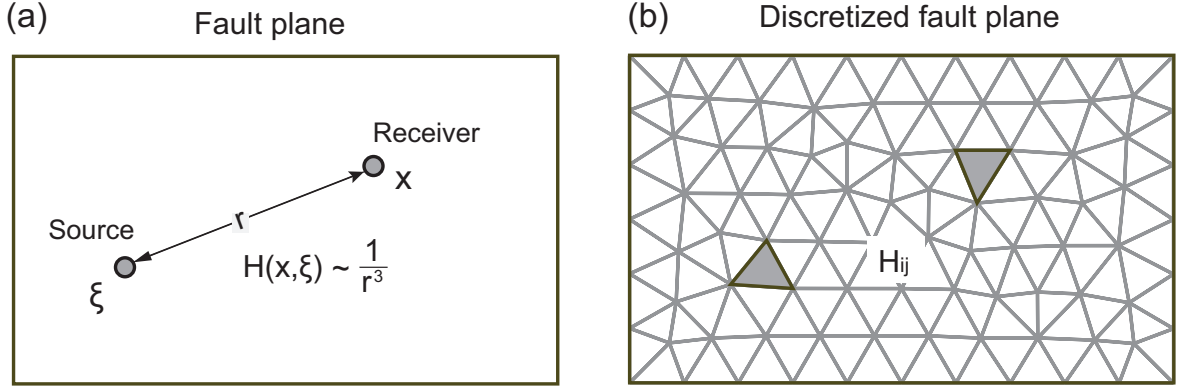 (a)
Fault plane
Receiver
x
r
Source
ξ
H(x,ξ) ~ 1/r³
(b)
Discretized fault plane
Hij